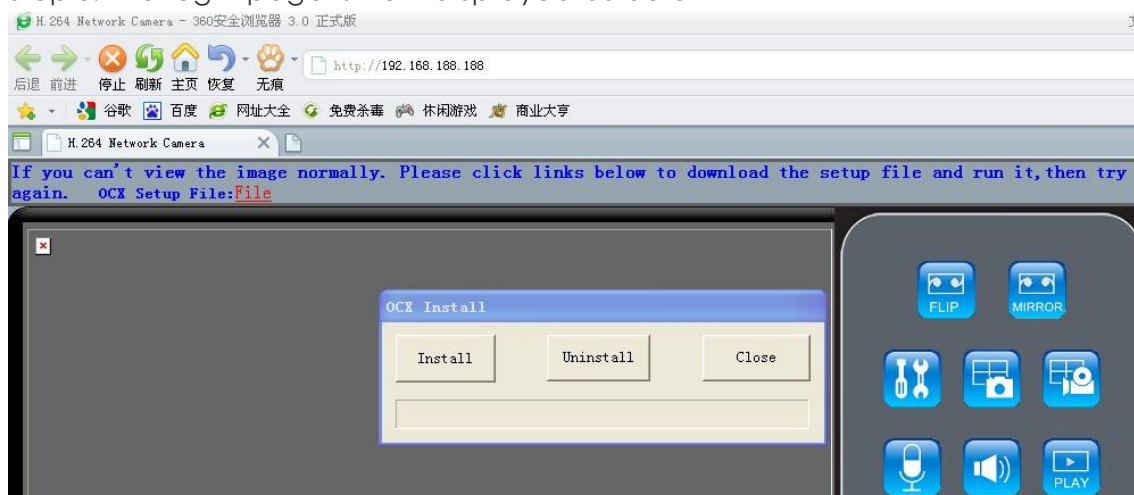 H.264 Network Camera - 360安全浏览器 3.0 正式版
http://192.168.188.188
后退 前进 停止 刷新 主页 恢复 无痕
谷歌 百度 网址大全 免费杀毒 休闲游戏 商业大亨
H.264 Network Camera
If you can't view the image normally. Please click links below to download the setup file and run it,then try
again. OCX Setup File:File
OCX Install
Install Uninstall Close
FLIP MIRROR
PLAY